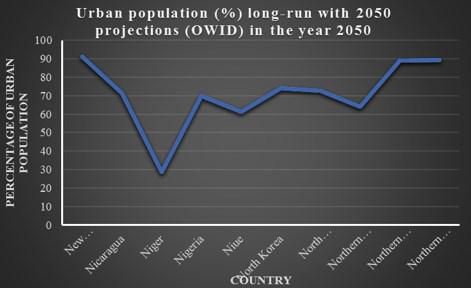 Urban population (%) long-run with 2050
projections (OWID) in the year 2050
PERCENTAGE OF URBAN
POPULATION
100
90
80
70
60
50
40
30
20
10
0
New…
Nicaragua
Niger
Nigeria
Niue
North Korea
North…
Northern…
Northern…
Northern…
COUNTRY